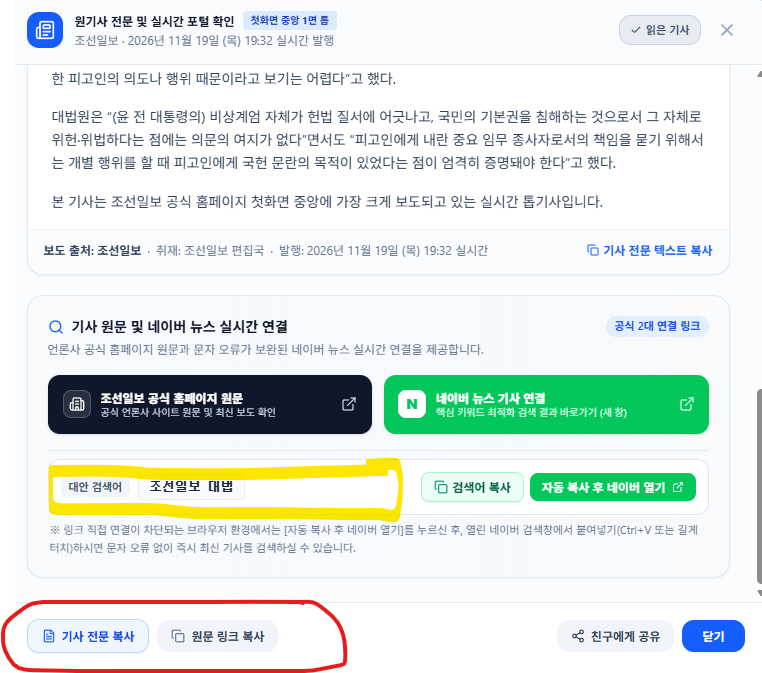 원기사 전문 및 실시간 포털 확인 첫화면 중앙 1면 톱
조선일보 · 2026년 11월 19일 (목) 19:32 실시간 발행
읽은 기사
한 피고인의 의도나 행위 때문이라고 보기는 어렵다”고 했다.
대법원은 “(윤 전 대통령의) 비상계엄 자체가 헌법 질서에 어긋나고, 국민의 기본권을 침해하는 것으로서 그 자체로
위헌·위법하다는 점에는 의문의 여지가 없다”면서도 “피고인에게 내란 중요 임무 종사자로서의 책임을 묻기 위해서
는 개별 행위를 할 때 피고인에게 국헌 문란의 목적이 있었다는 점이 엄격히 증명돼야 한다”고 했다.
본 기사는 조선일보 공식 홈페이지 첫화면 중앙에 가장 크게 보도되고 있는 실시간 톱기사입니다.
보도 출처: 조선일보 · 취재: 조선일보 편집국 · 발행: 2026년 11월 19일 (목) 19:32 실시간
기사 전문 텍스트 복사
기사 원문 및 네이버 뉴스 실시간 연결
공식 2대 연결 링크
언론사 공식 홈페이지 원문과 문자 오류가 보완된 네이버 뉴스 실시간 연결을 제공합니다.
조선일보 공식 홈페이지 원문
공식 언론사 사이트 원문 및 최신 보도 확인
N
네이버 뉴스 기사 연결
핵심 키워드 최적화 검색 결과 바로가기 (새 창)
대안 검색어 조선일보 대법
검색어 복사
자동 복사 후 네이버 열기
※ 링크 직접 연결이 차단되는 브라우저 환경에서는 [자동 복사 후 네이버 열기]를 누르신 후, 열린 네이버 검색창에서 붙여넣기(Ctrl+V 또는 길게
터치)하시면 문자 오류 없이 즉시 최신 기사를 검색하실 수 있습니다.
기사 전문 복사
원문 링크 복사
친구에게 공유
닫기